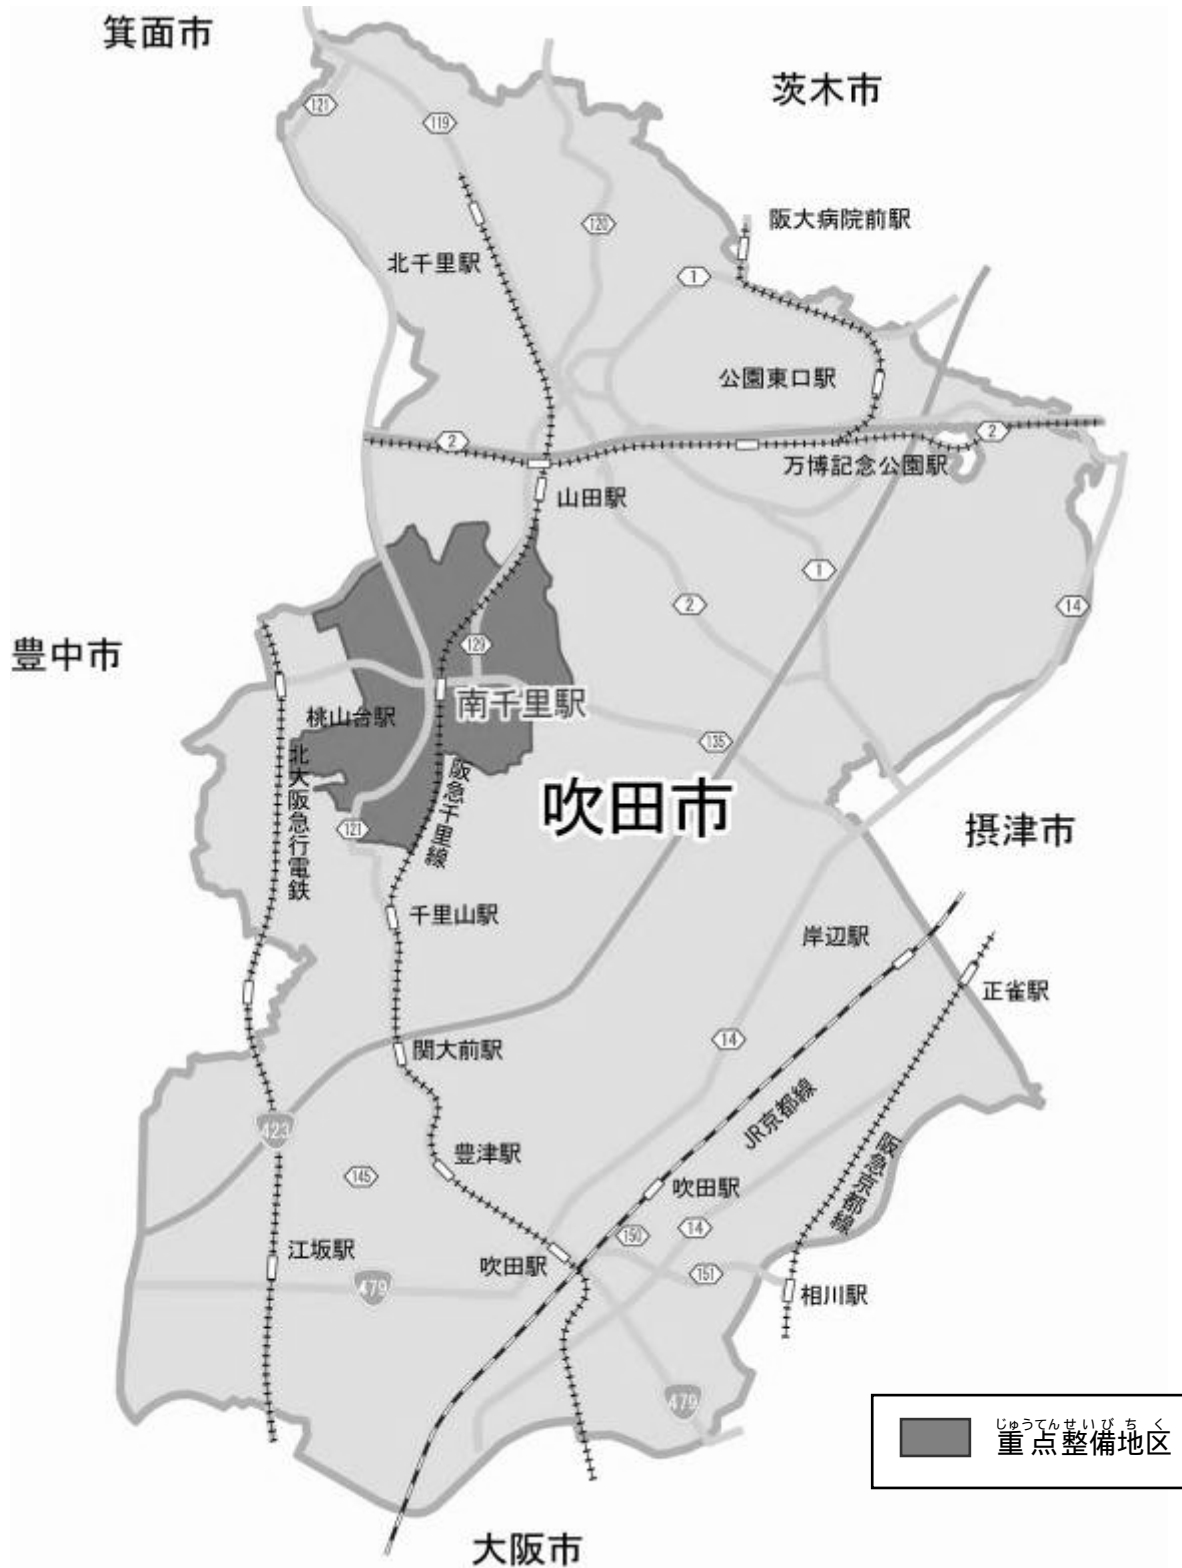 箕面市
茨木市
121
119
120
阪大病院前駅
北千里駅
1
公園東口駅
2
2
万博記念公園駅
山田駅
1
2
14
129
豊中市
南千里駅
桃山台駅
135
北大阪急行電鉄
阪急千里線
吹田市
121
摂津市
千里山駅
岸辺駅
正雀駅
14
関大前駅
JR京都線
423
阪急京都線
豊津駅
145
吹田駅
14
150
江坂駅
吹田駅
151
479
相川駅
479
じゅうてんせいびちく
重点整備地区
大阪市